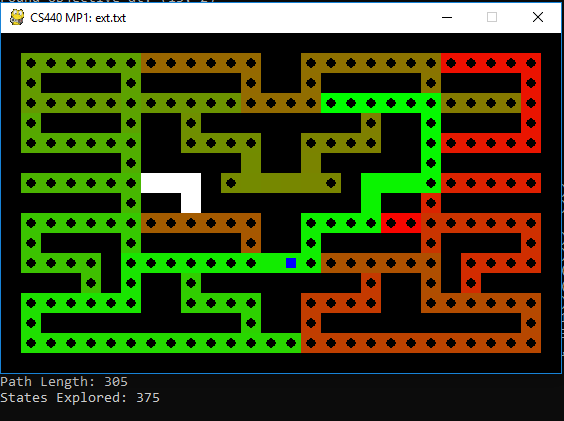 CS440 MP1: ext.txt
Path Length: 305
States Explored: 375